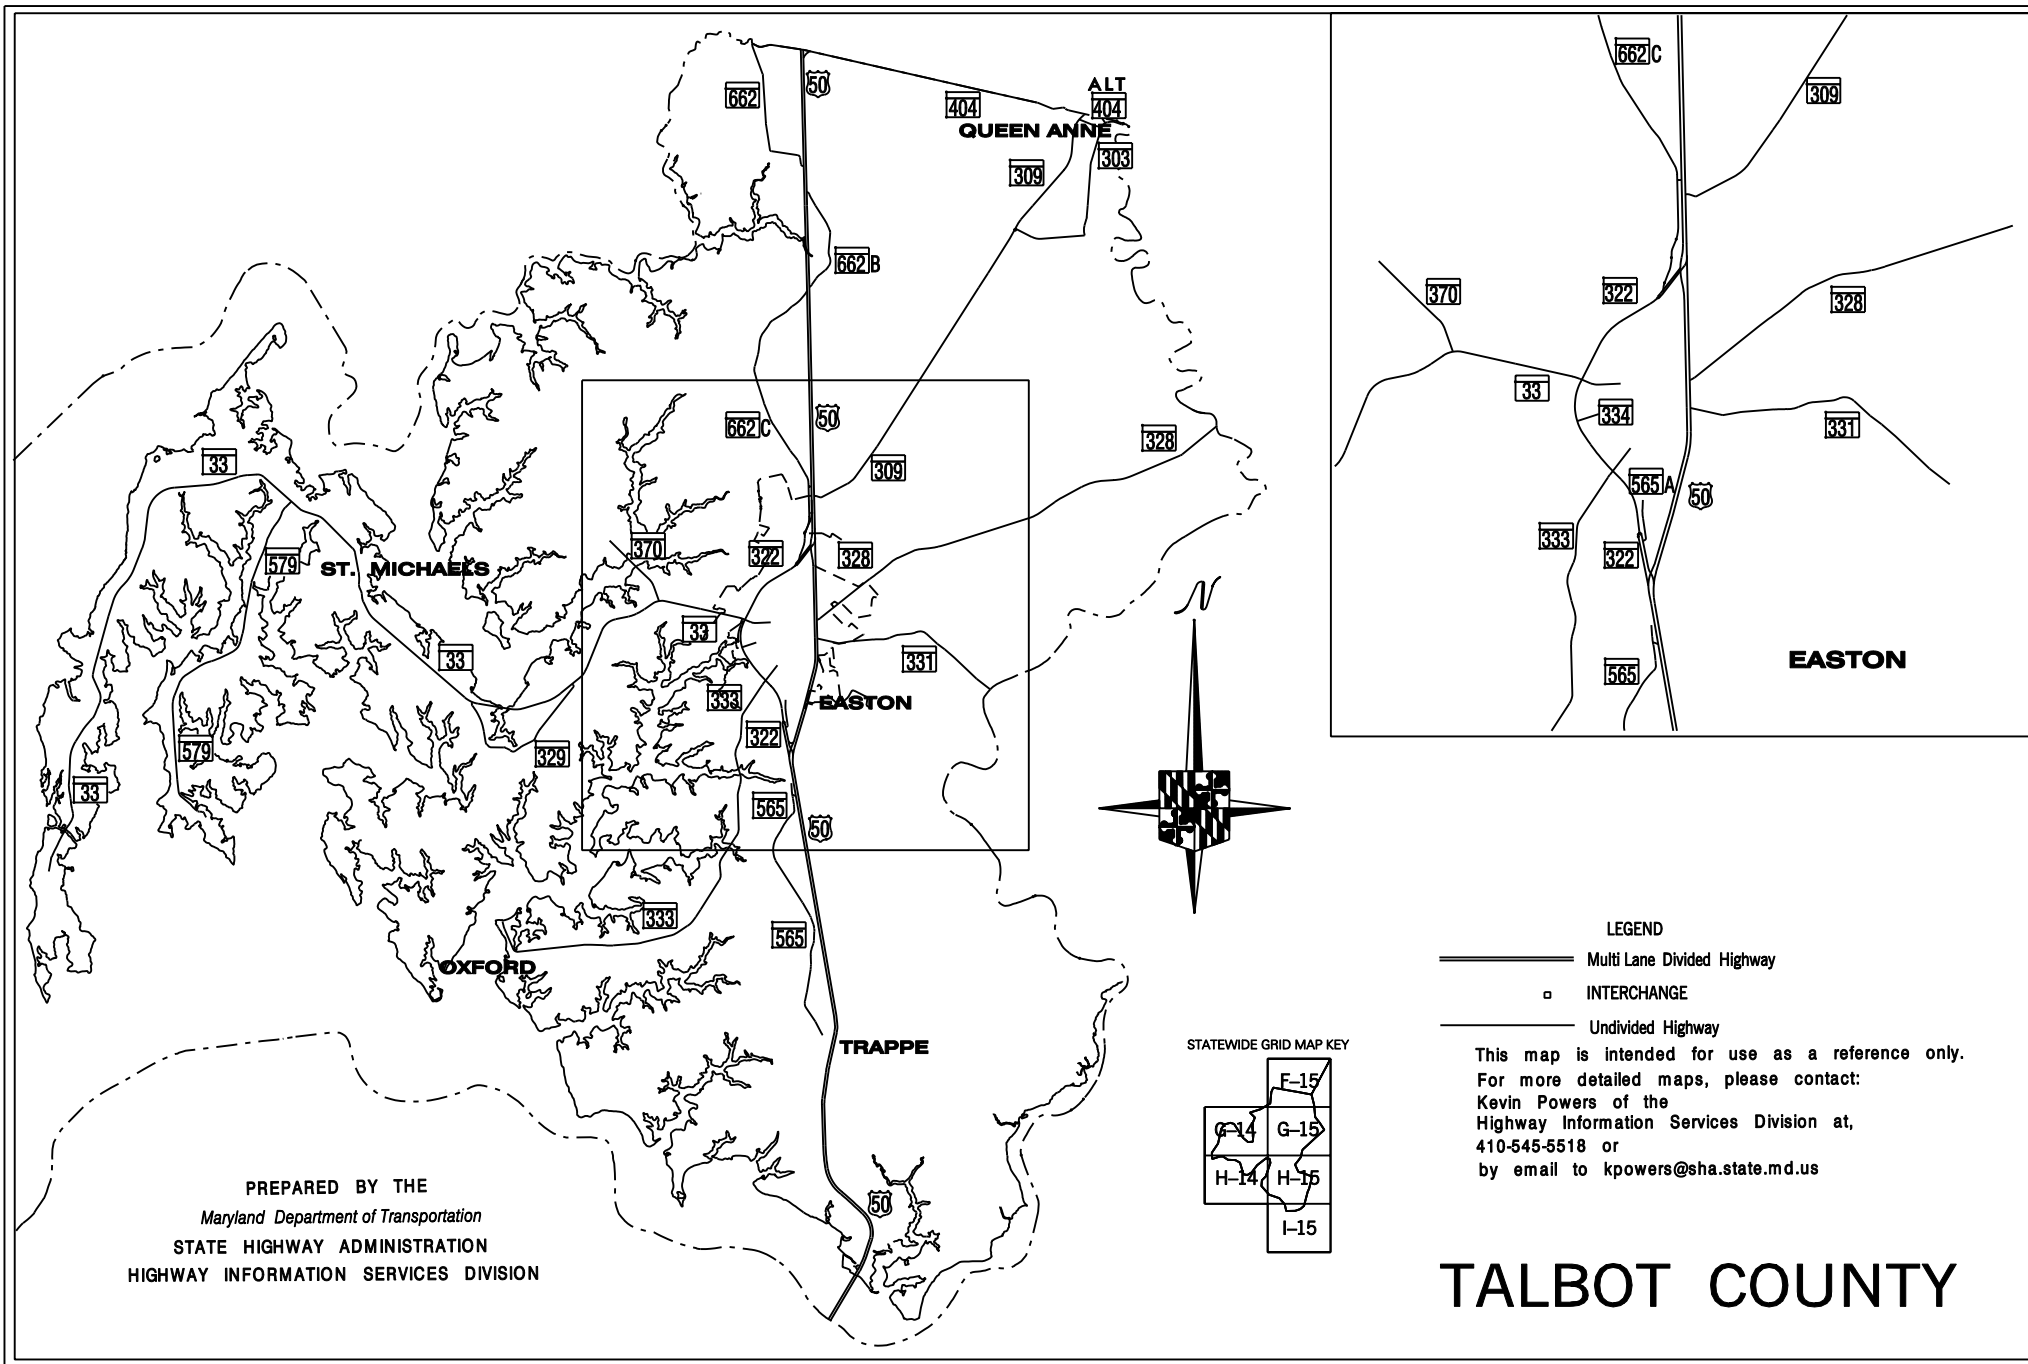 662
50
404
ALT
404
QUEEN ANNE
303
309
662 B
662 C
50
309
328
33
370
322
328
579
ST. MICHAELS
33
33
331
333
EASTON
322
329
579
33
565
50
333
565
OXFORD
TRAPPE
50
662 C
309
370
322
328
33
334
331
565 A
50
333
322
565
EASTON
N
LEGEND
Multi Lane Divided Highway
INTERCHANGE
Undivided Highway
This map is intended for use as a reference only.
For more detailed maps, please contact:
Kevin Powers of the
Highway Information Services Division at,
410-545-5518 or
by email to kpowers@sha.state.md.us
STATEWIDE GRID MAP KEY
F-15
G-14 G-15
H-14 H-15
I-15
PREPARED BY THE
Maryland Department of Transportation
STATE HIGHWAY ADMINISTRATION
HIGHWAY INFORMATION SERVICES DIVISION
TALBOT COUNTY